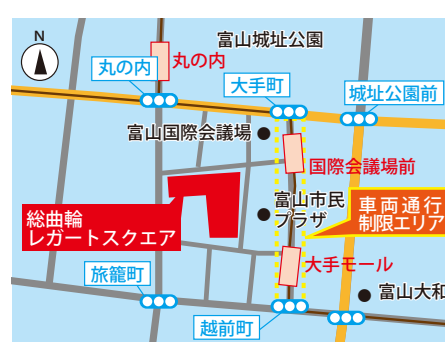 N
富山城址公園
丸の内
丸の内
大手町
城址公園前
富山国際会議場
国際会議場前
富山市民
プラザ
車両通行
制限エリア
総曲輪
レガートスクエア
大手モール
旅籠町
富山大和
越前町